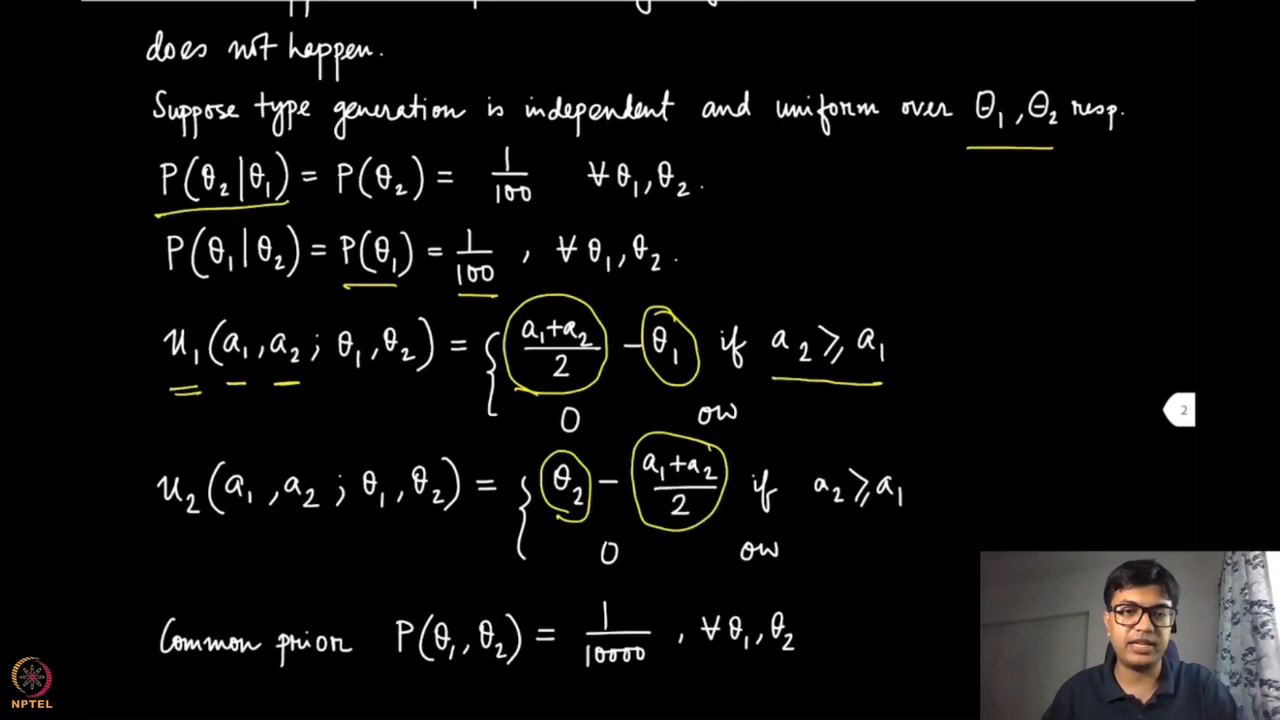 does not happen.
Suppose type generation is independent and uniform over Θ₁, Θ₂ resp.
P(θ₂|θ₁) = P(θ₂) = 1/100 ∀ θ₁, θ₂.
P(θ₁|θ₂) = P(θ₁) = 1/100 , ∀ θ₁, θ₂.
u₁(a₁, a₂ ; θ₁, θ₂) = { (a₁+a₂)/2 − θ₁ if a₂ ⩾ a₁
0 ow
2
u₂(a₁, a₂ ; θ₁, θ₂) = { θ₂ − (a₁+a₂)/2 if a₂ ⩾ a₁
0 ow
Common prior P(θ₁, θ₂) = 1/10000 , ∀ θ₁, θ₂
NPTEL